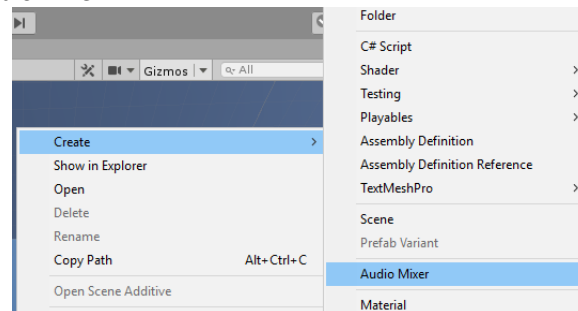 Gizmos
All
Create
Show in Explorer
Open
Delete
Rename
Copy Path Alt+Ctrl+C
Open Scene Additive
Folder
C# Script
Shader
Testing
Playables
Assembly Definition
Assembly Definition Reference
TextMeshPro
Scene
Prefab Variant
Audio Mixer
Material